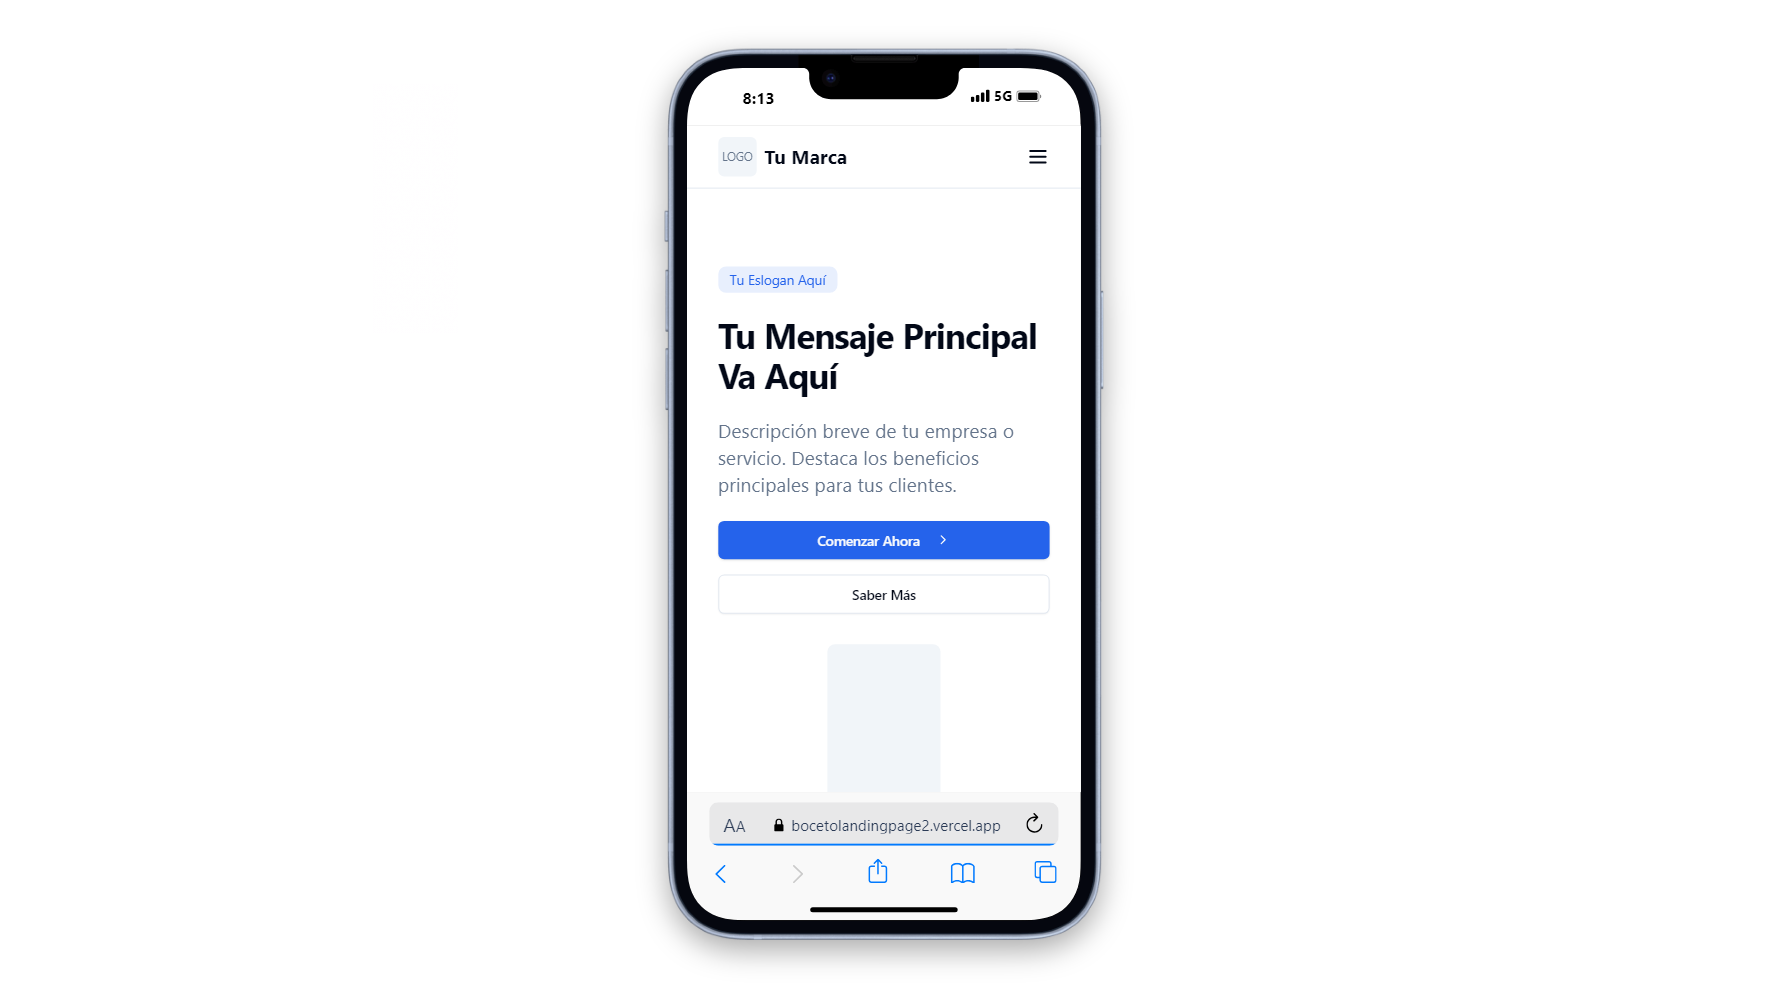 8:13
5G
LOGO
Tu Marca
Tu Eslogan Aquí
Tu Mensaje Principal
Va Aquí
Descripción breve de tu empresa o
servicio. Destaca los beneficios
principales para tus clientes.
Comenzar Ahora
Saber Más
AA
bocetolandingpage2.vercel.app